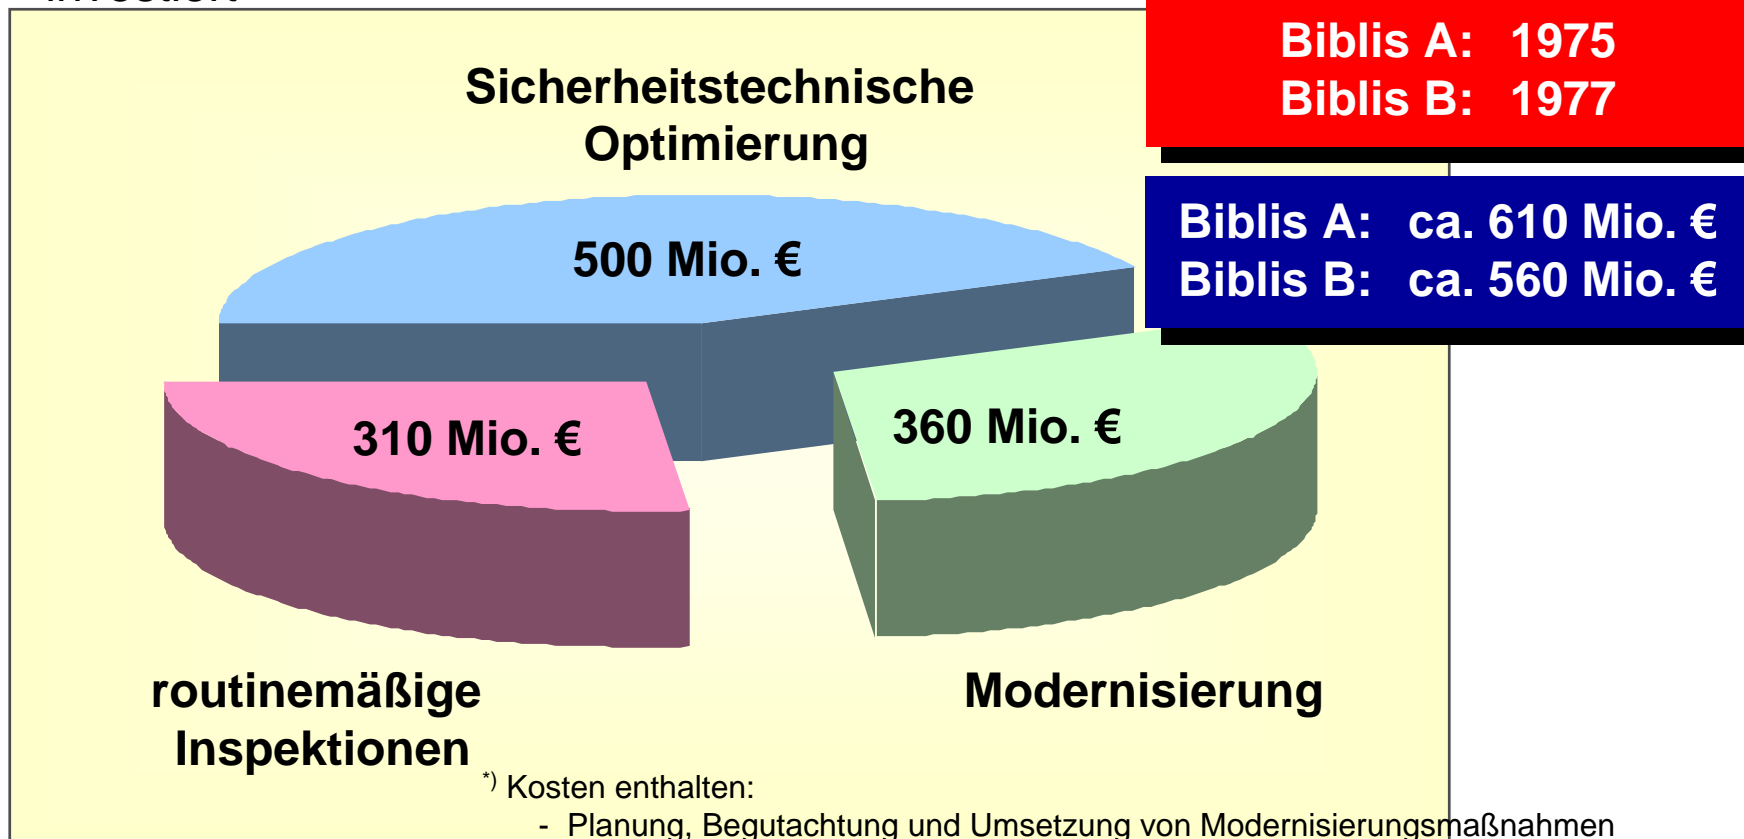 Biblis A: 1975
Biblis B: 1977
Sicherheitstechnische
Optimierung
Biblis A: ca. 610 Mio. €
Biblis B: ca. 560 Mio. €
500 Mio. €
310 Mio. €
360 Mio. €
routinemäßige
Inspektionen
Modernisierung
*) Kosten enthalten:
- Planung, Begutachtung und Umsetzung von Modernisierungsmaßnahmen